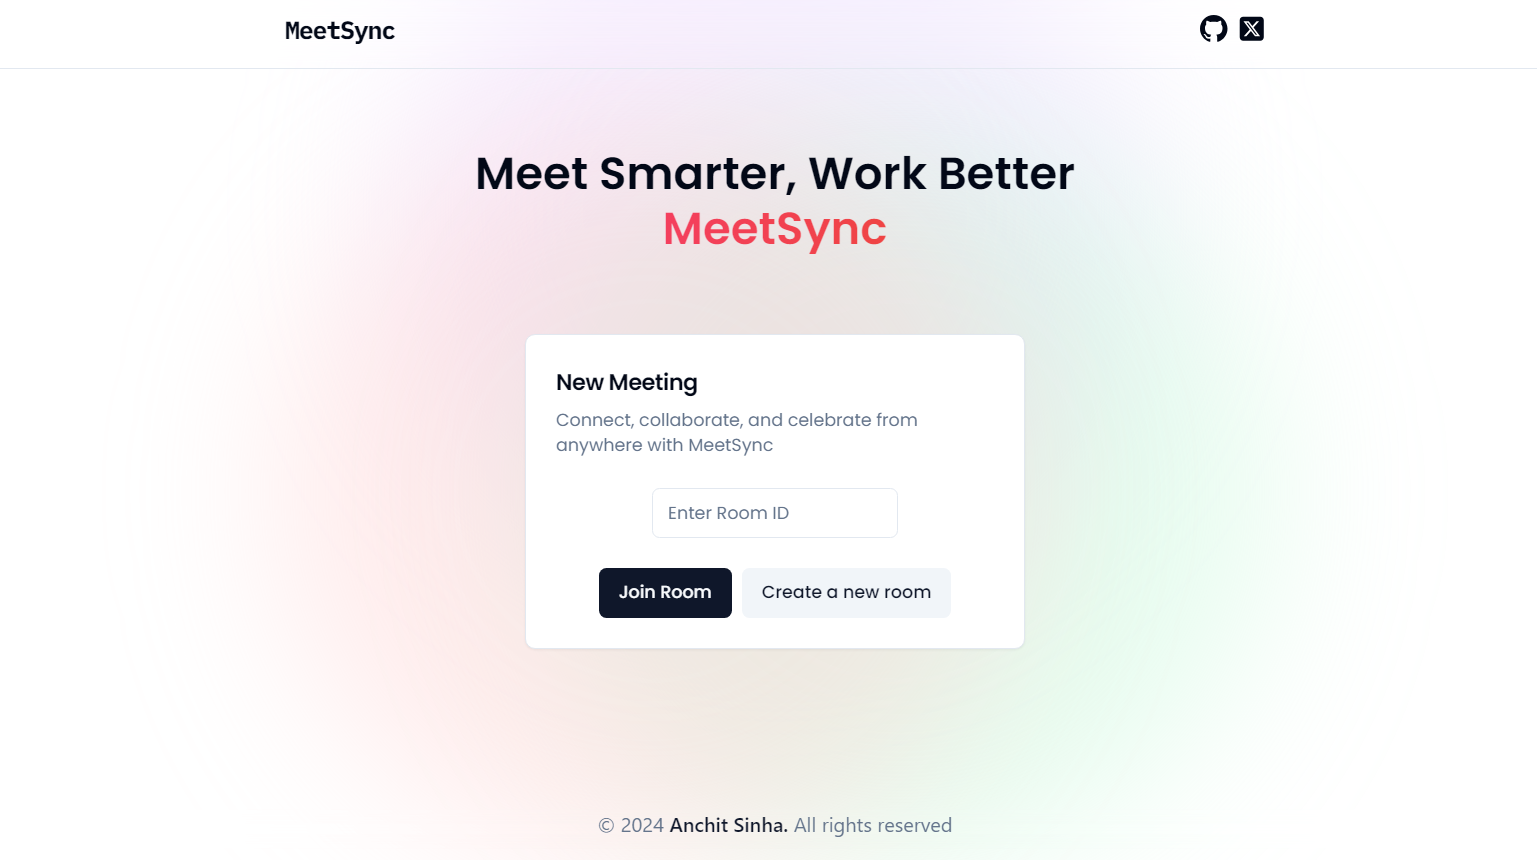 MeetSync
Meet Smarter, Work Better
MeetSync
New Meeting
Connect, collaborate, and celebrate from
anywhere with MeetSync
Enter Room ID
Join Room
Create a new room
© 2024 Anchit Sinha. All rights reserved